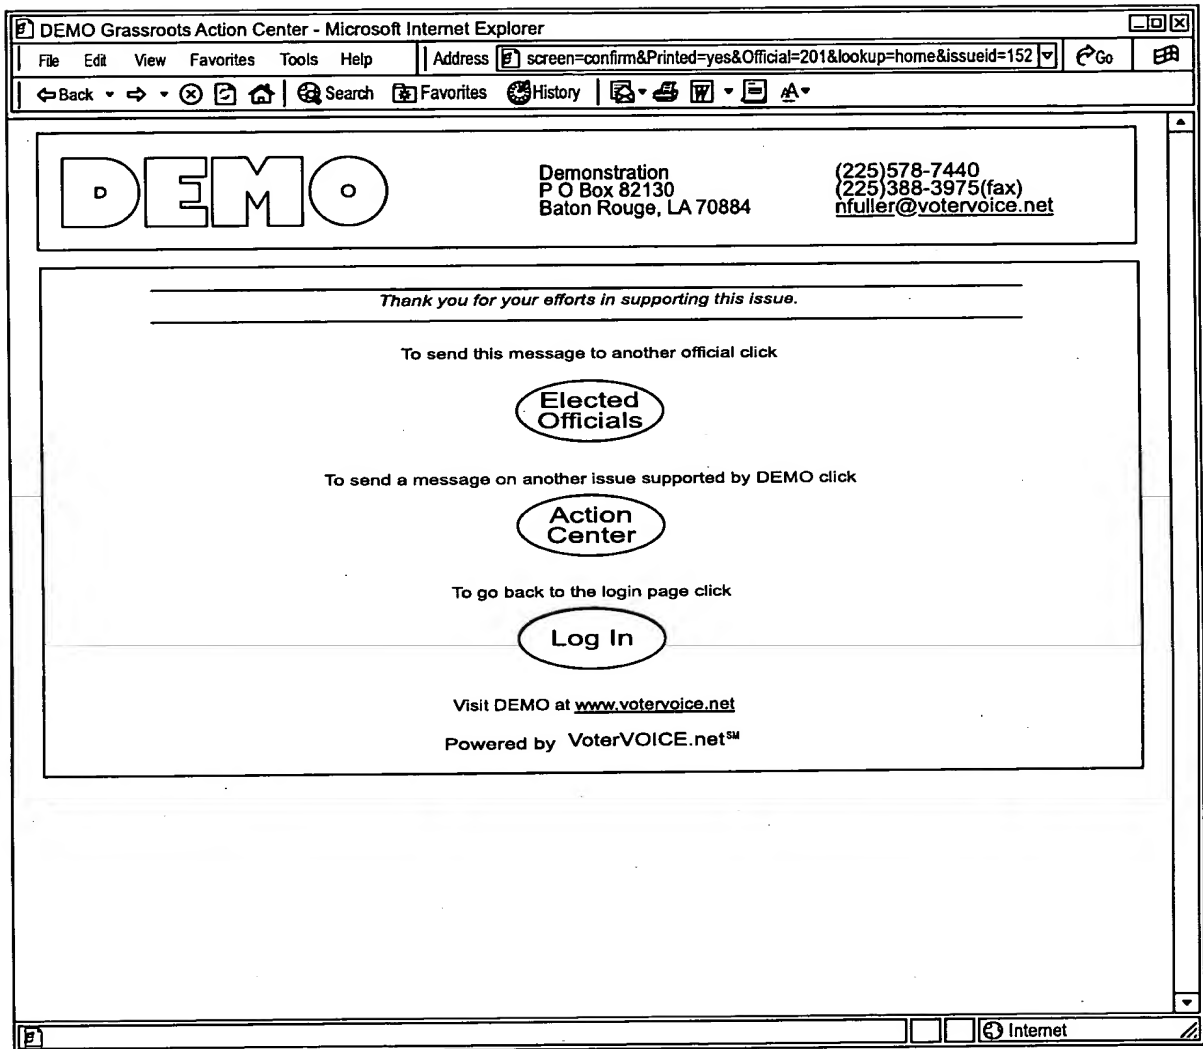 DEMO Grassroots Action Center - Microsoft Internet Explorer
File Edit View Favorites Tools Help Address screen=confirm&Printed=yes&Official=201&lookup=home&issueid=152 Go
Back Search Favorites History
DEMO
Demonstration
P O Box 82130
Baton Rouge, LA 70884
(225)578-7440
(225)388-3975(fax)
nfuller@votervoice.net
Thank you for your efforts in supporting this issue.
To send this message to another official click
Elected
Officials
To send a message on another issue supported by DEMO click
Action
Center
To go back to the login page click
Log In
Visit DEMO at www.votervoice.net
Powered by VoterVOICE.net℠
Internet